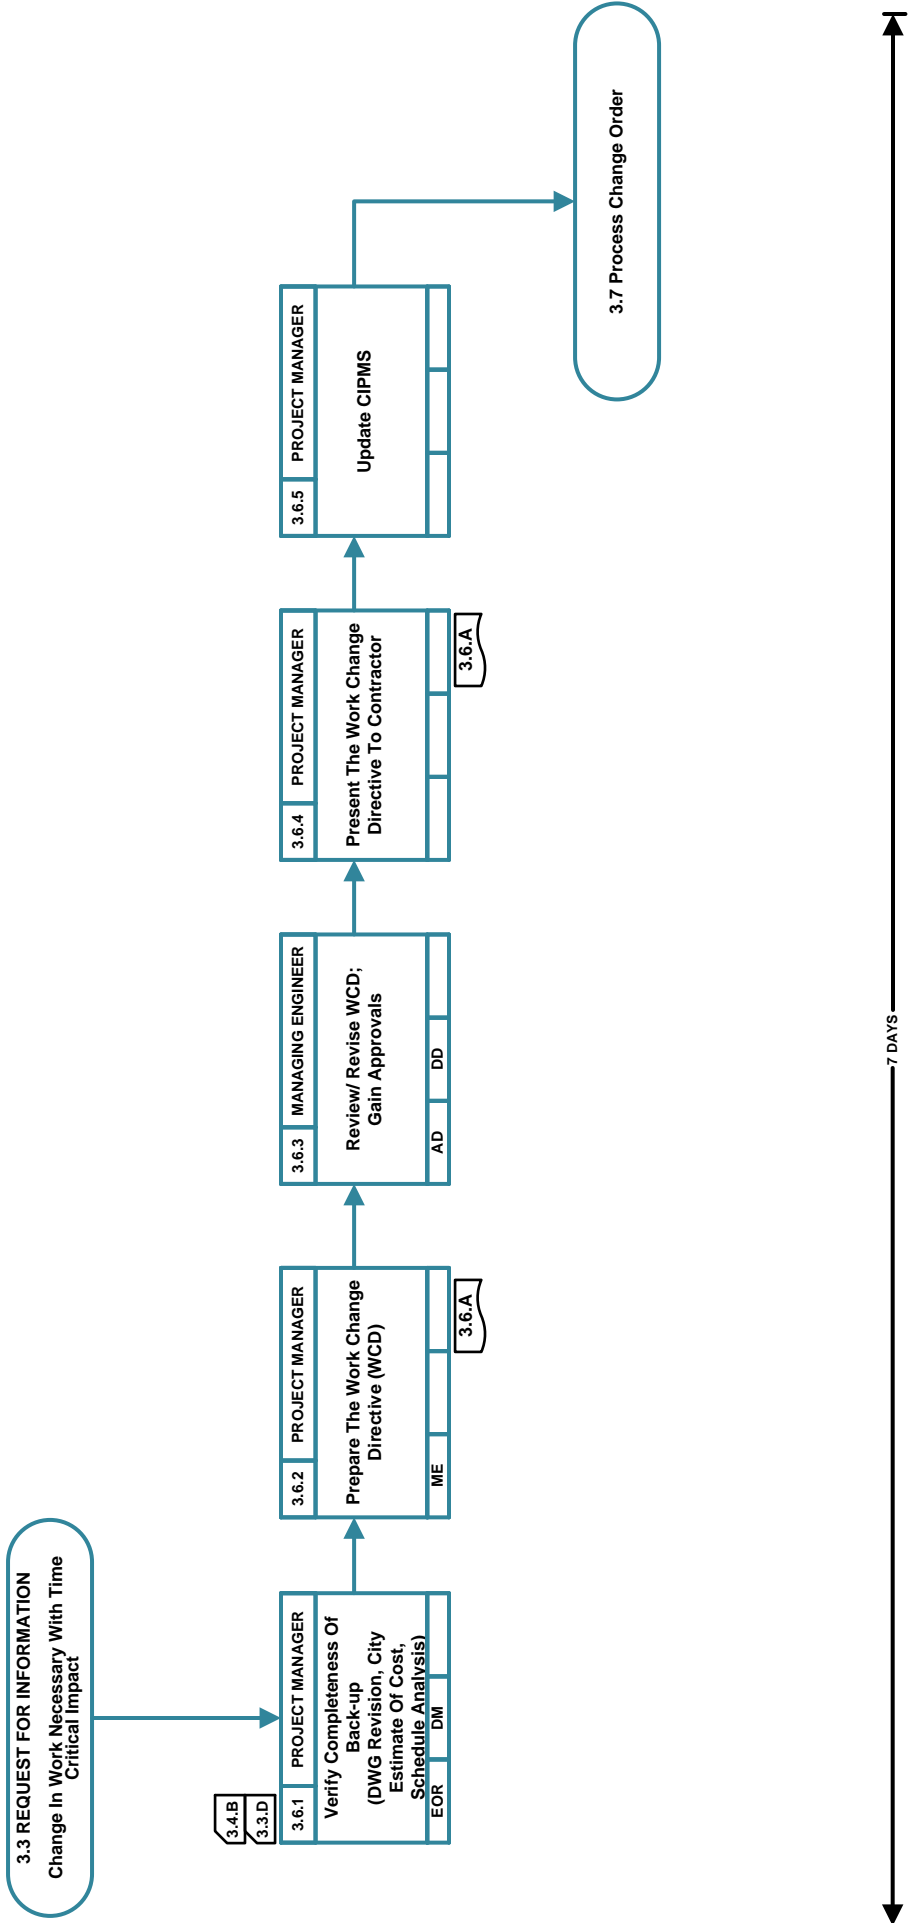 3.3 REQUEST FOR INFORMATION
Change In Work Necessary With Time
Critical Impact
3.4.B
3.3.D
3.6.1
PROJECT MANAGER
Verify Completeness Of
Back-up
(DWG Revision, City
Estimate Of Cost,
Schedule Analysis)
EOR
DM
3.6.2
PROJECT MANAGER
Prepare The Work Change
Directive (WCD)
ME
3.6.A
3.6.3
MANAGING ENGINEER
Review/ Revise WCD;
Gain Approvals
AD
DD
3.6.4
PROJECT MANAGER
Present The Work Change
Directive To Contractor
3.6.A
3.6.5
PROJECT MANAGER
Update CIPMS
3.7 Process Change Order
7 DAYS